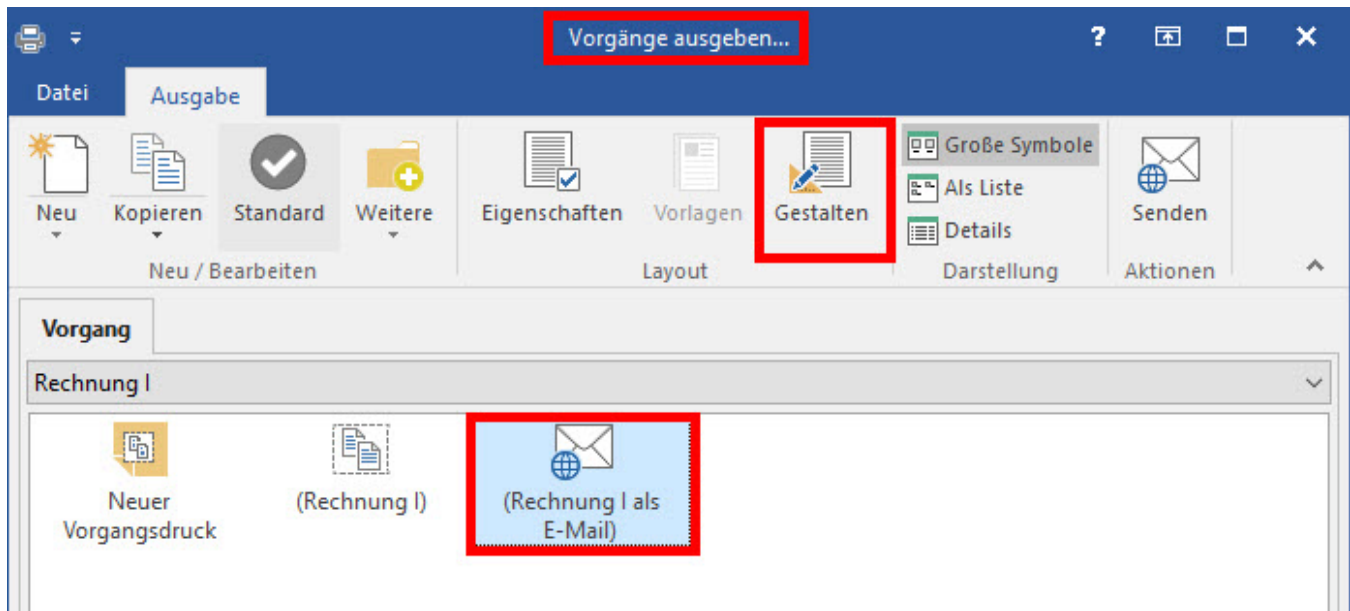 Vorgänge ausgeben...
?
Datei Ausgabe
Neu Kopieren Standard Weitere Eigenschaften Vorlagen Gestalten Große Symbole
Als Liste
Details
Senden
Neu / Bearbeiten Layout Darstellung Aktionen
Vorgang
Rechnung I
Neuer
Vorgangsdruck
(Rechnung I)
(Rechnung I als
E-Mail)